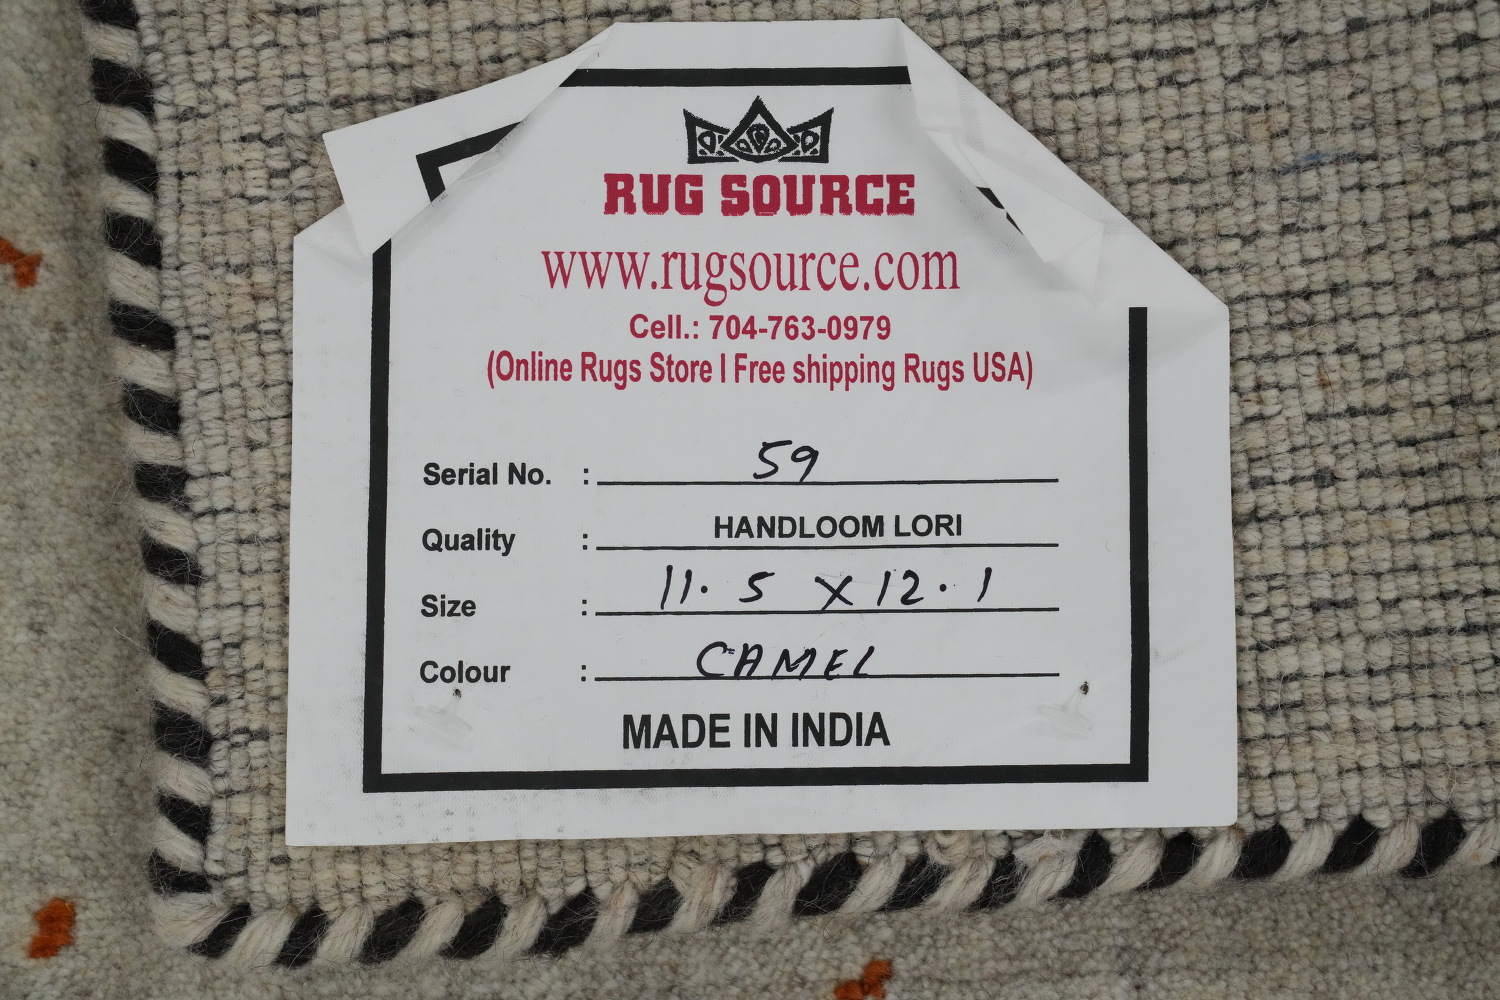 RUG SOURCE
www.rugsource.com
Cell.: 704-763-0979
(Online Rugs Store I Free shipping Rugs USA)
Serial No. : 59
Quality : HANDLOOM LORI
Size : 11.5 X 12.1
Colour : CAMEL
MADE IN INDIA